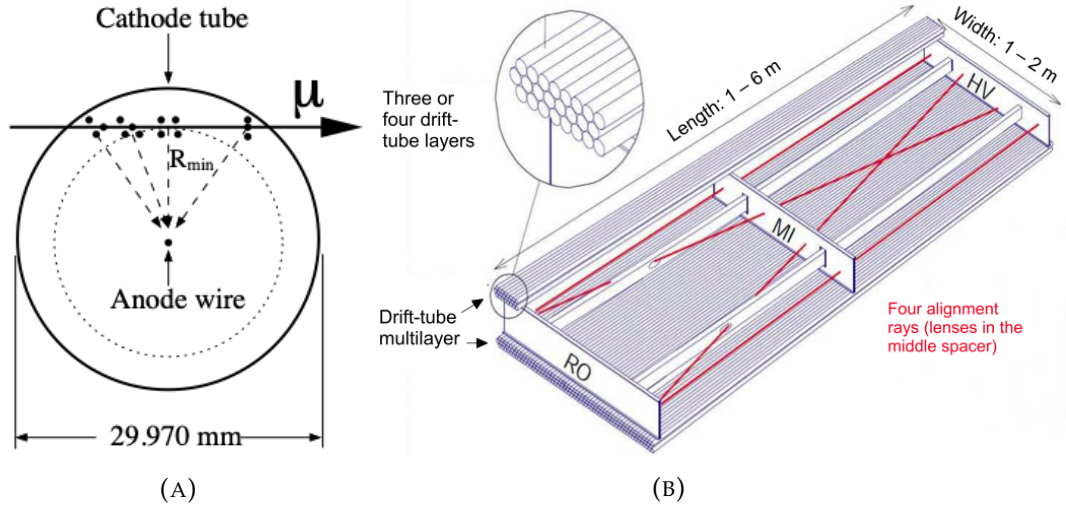 Cathode tube
μ
R_min
Anode wire
29.970 mm
(A)
Three or
four drift-
tube layers
Length: 1 – 6 m
Width: 1 – 2 m
HV
MI
RO
Drift-tube
multilayer
Four alignment
rays (lenses in the
middle spacer)
(B)